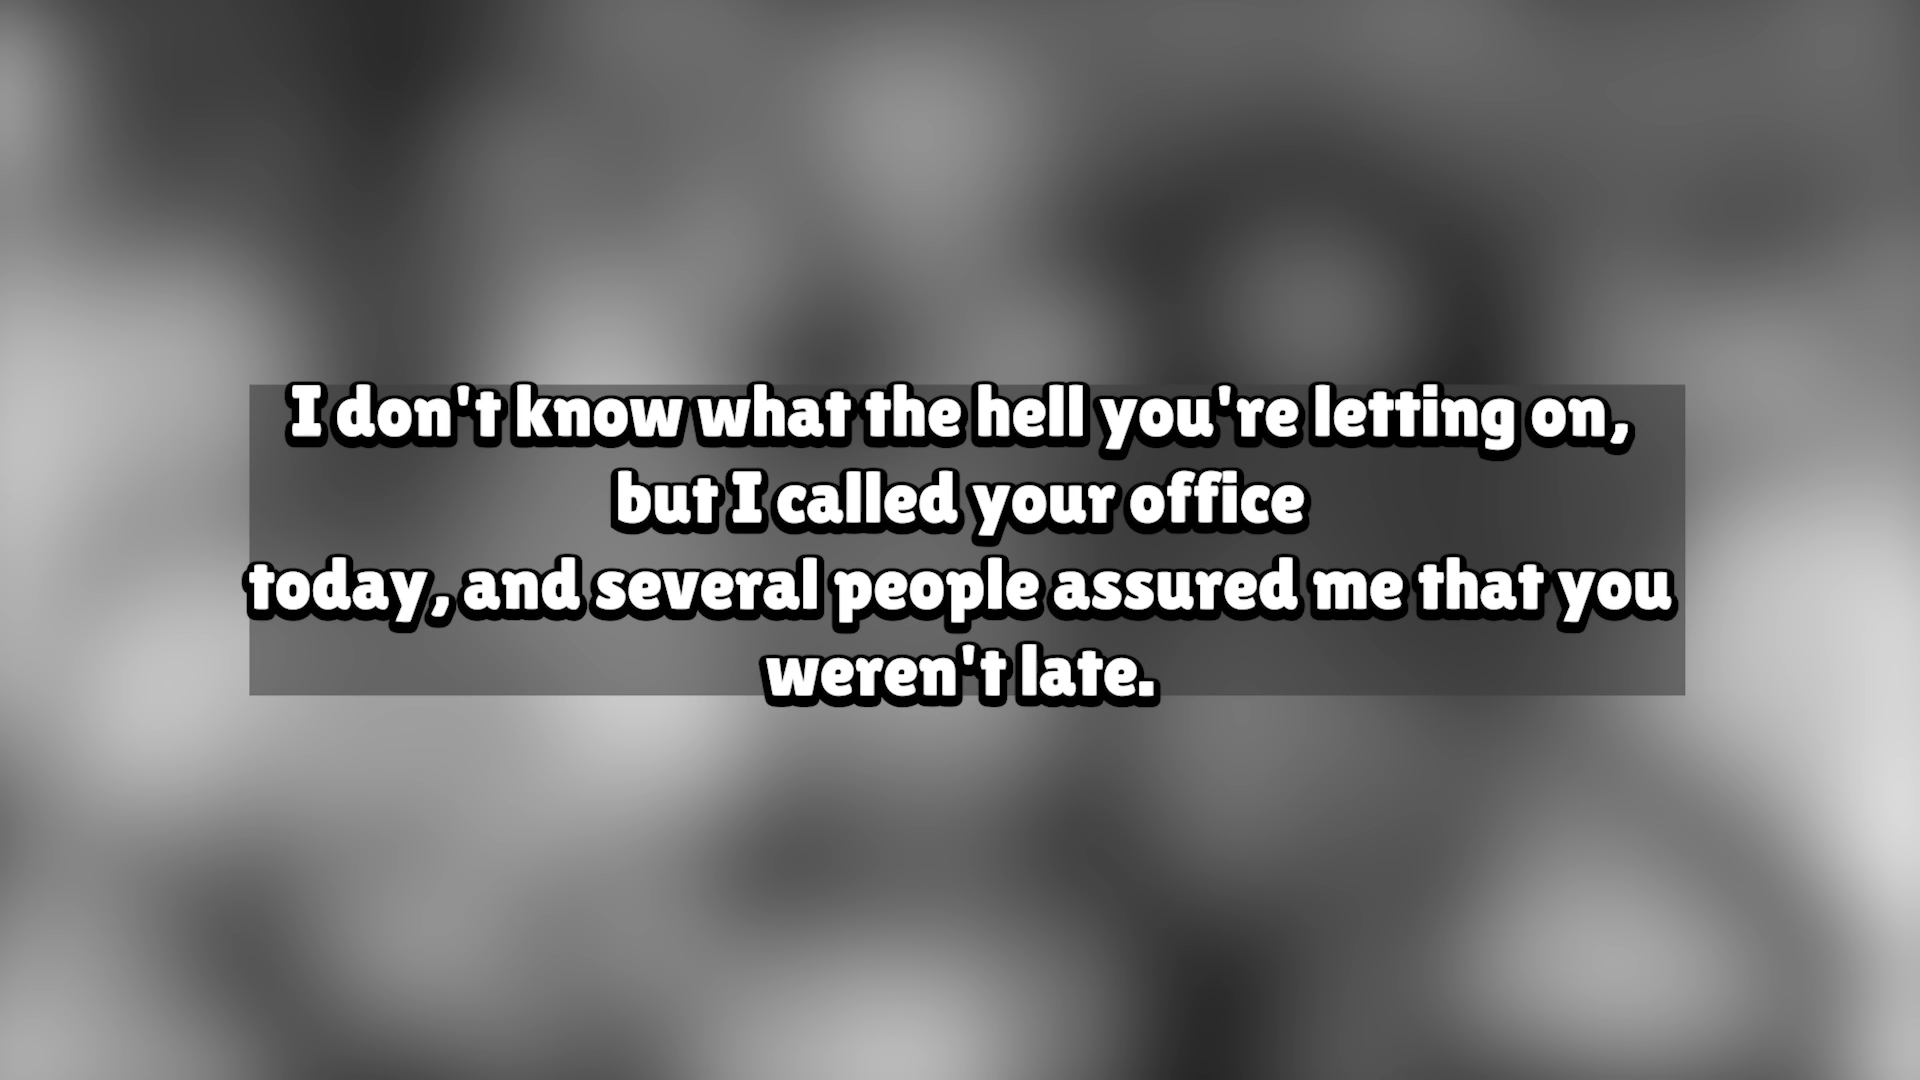 I don't know what the hell you're letting on,
but I called your office
today, and several people assured me that you
weren't late.